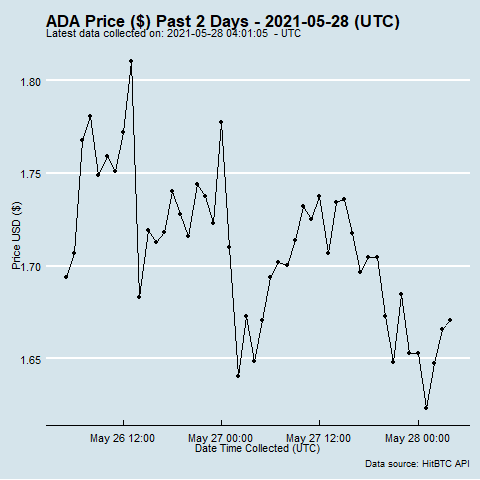 ADA Price ($) Past 2 Days - 2021-05-28 (UTC)
Latest data collected on: 2021-05-28 04:01:05 - UTC
1.80
1.75
1.70
1.65
Price USD ($)
May 26 12:00
May 27 00:00
May 27 12:00
May 28 00:00
Date Time Collected (UTC)
Data source: HitBTC API